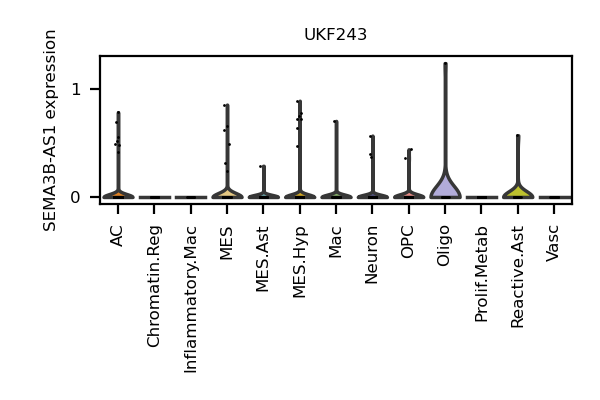 UKF243
SEMA3B-AS1 expression
1
0
AC
Chromatin.Reg
Inflammatory.Mac
MES
MES.Ast
MES.Hyp
Mac
Neuron
OPC
Oligo
Prolif.Metab
Reactive.Ast
Vasc